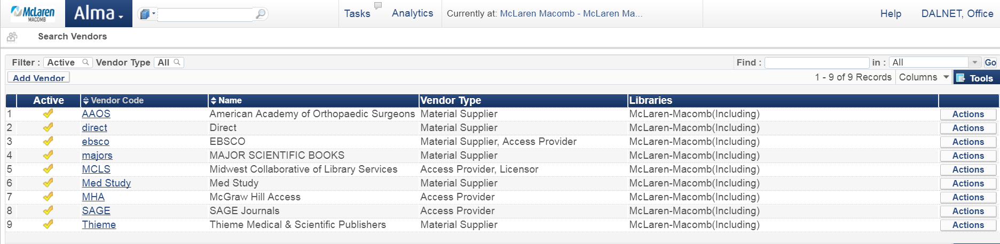 McLaren
MACOMB
Alma
Tasks Analytics Currently at: McLaren Macomb - McLaren Ma... Help DALNET, Office
Search Vendors
Filter : Active Vendor Type All Find : in : All Go
Add Vendor 1 - 9 of 9 Records Columns Tools
Active Vendor Code Name Vendor Type Libraries
1 AAOS American Academy of Orthopaedic Surgeons Material Supplier McLaren-Macomb(Including) Actions
2 direct Direct Material Supplier McLaren-Macomb(Including) Actions
3 ebsco EBSCO Material Supplier, Access Provider McLaren-Macomb(Including) Actions
4 majors MAJOR SCIENTIFIC BOOKS Material Supplier McLaren-Macomb(Including) Actions
5 MCLS Midwest Collaborative of Library Services Access Provider, Licensor McLaren-Macomb(Including) Actions
6 Med Study Med Study Material Supplier McLaren-Macomb(Including) Actions
7 MHA McGraw Hill Access Access Provider McLaren-Macomb(Including) Actions
8 SAGE SAGE Journals Access Provider McLaren-Macomb(Including) Actions
9 Thieme Thieme Medical & Scientific Publishers Material Supplier McLaren-Macomb(Including) Actions